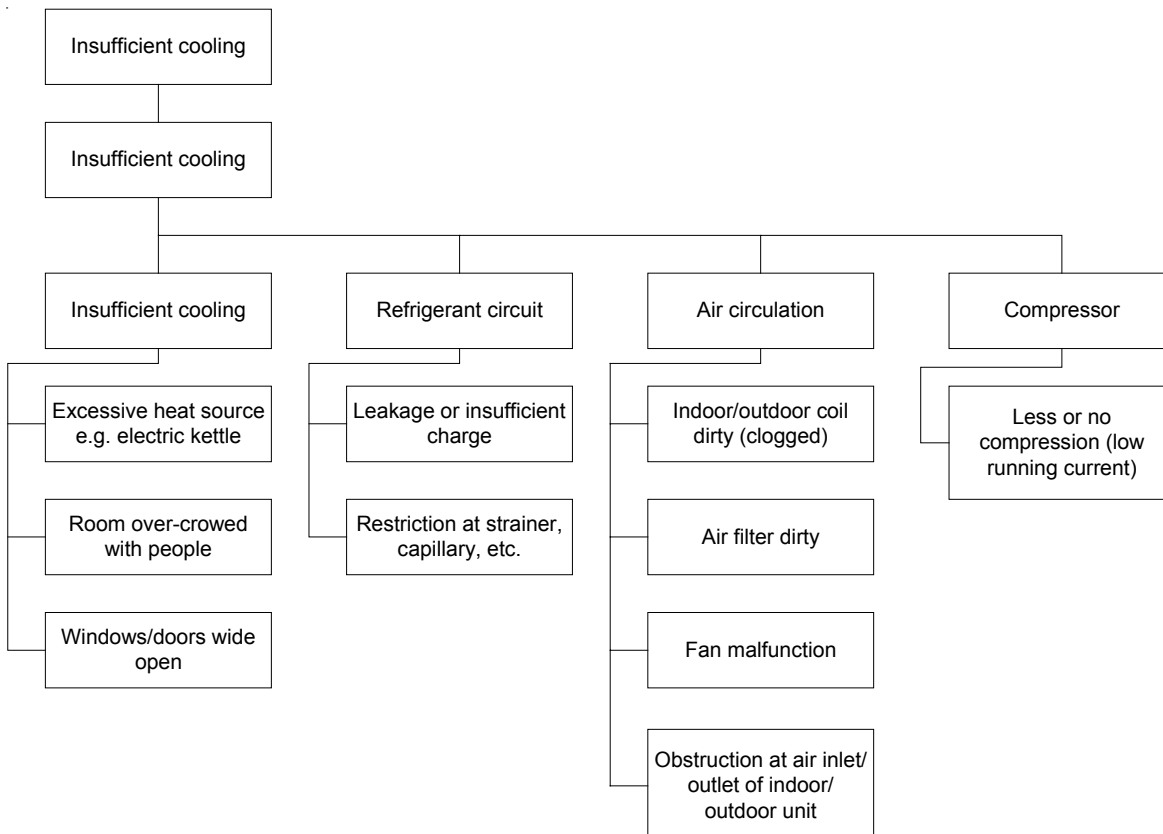 Insufficient cooling
Insufficient cooling
Insufficient cooling
Refrigerant circuit
Air circulation
Compressor
Excessive heat source
e.g. electric kettle
Room over-crowed
with people
Windows/doors wide
open
Leakage or insufficient
charge
Restriction at strainer,
capillary, etc.
Indoor/outdoor coil
dirty (clogged)
Air filter dirty
Fan malfunction
Obstruction at air inlet/
outlet of indoor/
outdoor unit
Less or no
compression (low
running current)